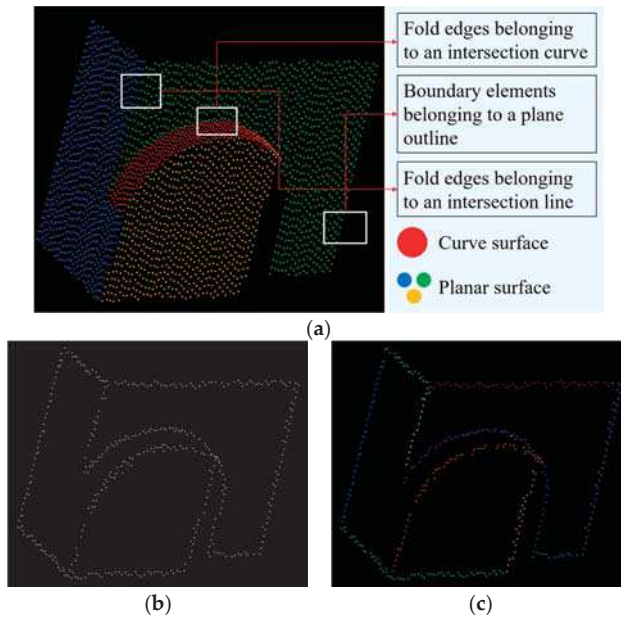 Fold edges belonging
to an intersection curve
Boundary elements
belonging to a plane
outline
Fold edges belonging
to an intersection line
Curve surface
Planar surface
(a)
(b)
(c)